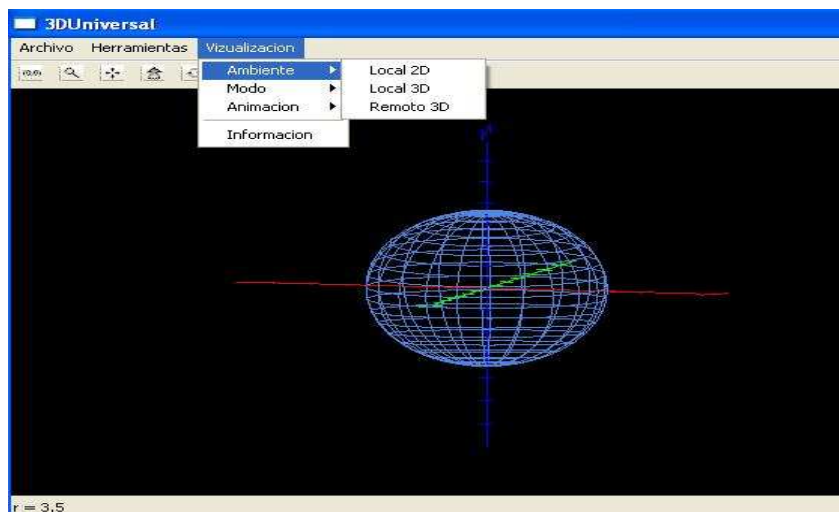 3DUniversal
Archivo Herramientas Vizualizacion
Ambiente
Modo
Animacion
Informacion
Local 2D
Local 3D
Remoto 3D
r = 3.5